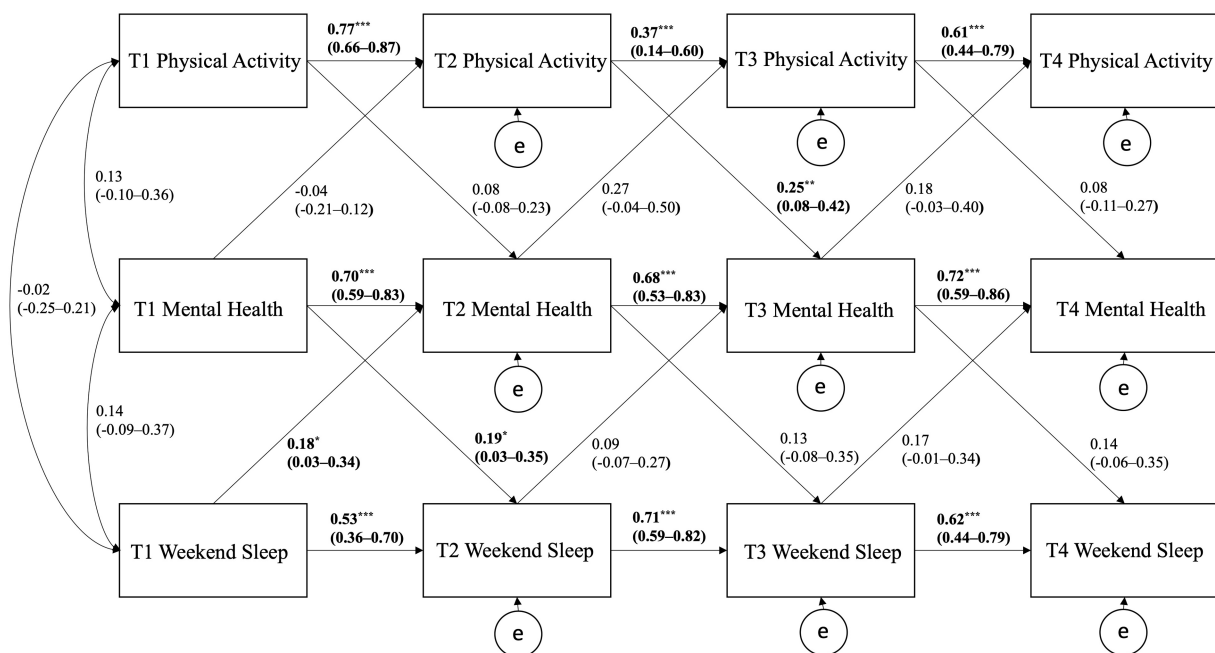 0.77***
(0.66–0.87)
0.37***
(0.14–0.60)
0.61***
(0.44–0.79)
T1 Physical Activity
T2 Physical Activity
T3 Physical Activity
T4 Physical Activity
e
e
e
0.13
(-0.10–0.36)
-0.04
(-0.21–0.12)
0.08
(-0.08–0.23)
0.27
(-0.04–0.50)
0.25**
(0.08–0.42)
0.18
(-0.03–0.40)
0.08
(-0.11–0.27)
-0.02
(-0.25–0.21)
0.70***
(0.59–0.83)
0.68***
(0.53–0.83)
0.72***
(0.59–0.86)
T1 Mental Health
T2 Mental Health
T3 Mental Health
T4 Mental Health
e
e
e
0.14
(-0.09–0.37)
0.18*
(0.03–0.34)
0.19*
(0.03–0.35)
0.09
(-0.07–0.27)
0.13
(-0.08–0.35)
0.17
(-0.01–0.34)
0.14
(-0.06–0.35)
0.53***
(0.36–0.70)
0.71***
(0.59–0.82)
0.62***
(0.44–0.79)
T1 Weekend Sleep
T2 Weekend Sleep
T3 Weekend Sleep
T4 Weekend Sleep
e
e
e